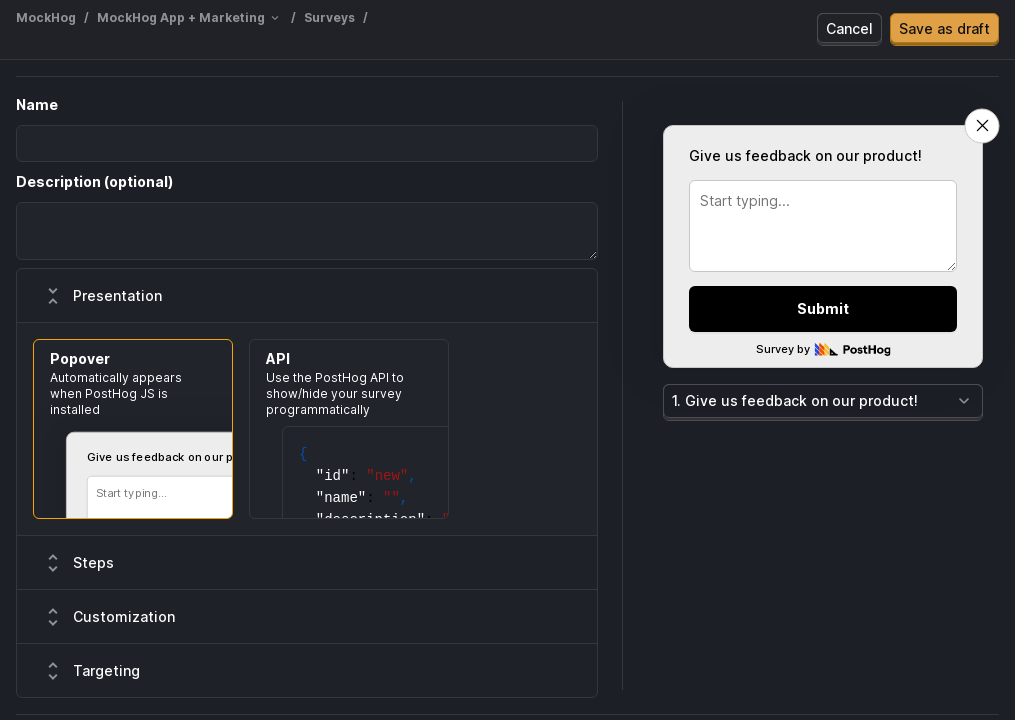 MockHog / MockHog App + Marketing / Surveys /
Cancel
Save as draft
Name
Description (optional)
Presentation
Popover
Automatically appears
when PostHog JS is
installed
Give us feedback on our p
Start typing...
API
Use the PostHog API to
show/hide your survey
programmatically
{
"id": "new",
"name": "",
"description": "
Steps
Customization
Targeting
Give us feedback on our product!
Start typing...
Submit
Survey by PostHog
1. Give us feedback on our product!